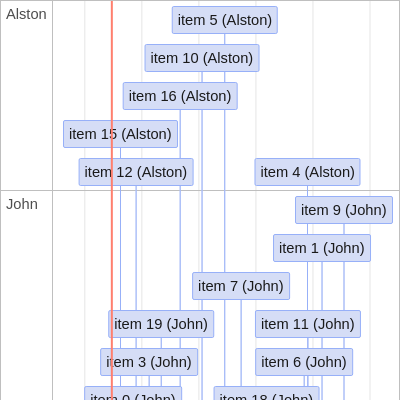 Alston
item 5 (Alston)
item 10 (Alston)
item 16 (Alston)
item 15 (Alston)
item 12 (Alston)
item 4 (Alston)
John
item 9 (John)
item 1 (John)
item 7 (John)
item 19 (John)
item 11 (John)
item 3 (John)
item 6 (John)
item 0 (John)
item 18 (John)